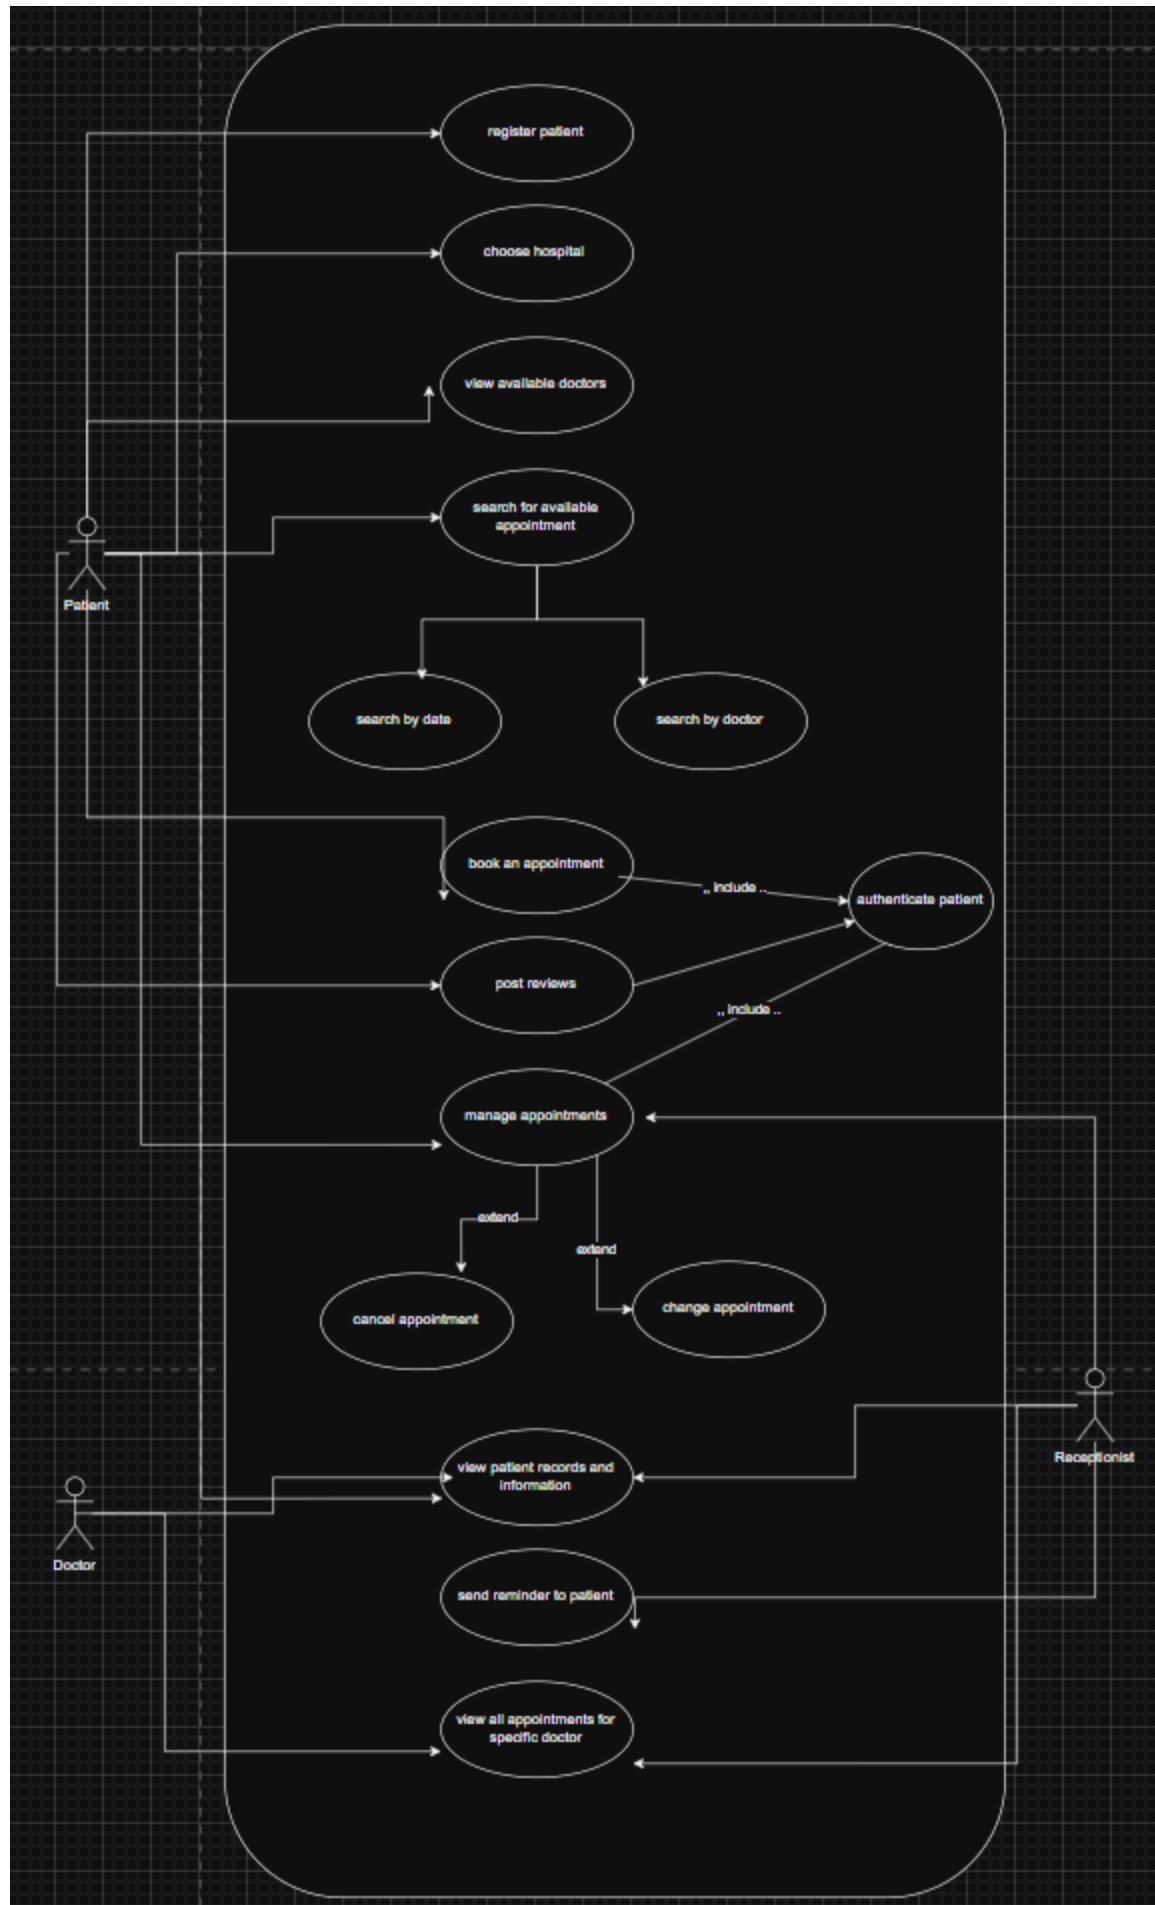 register patient
choose hospital
view available doctors
search for available
appointment
Patient
search by date
search by doctor
book an appointment
,, include ..
authenticate patient
post reviews
,, include ..
manage appointments
extend
extend
cancel appointment
change appointment
Receptionist
view patient records and
information
Doctor
send reminder to patient
view all appointments for
specific doctor